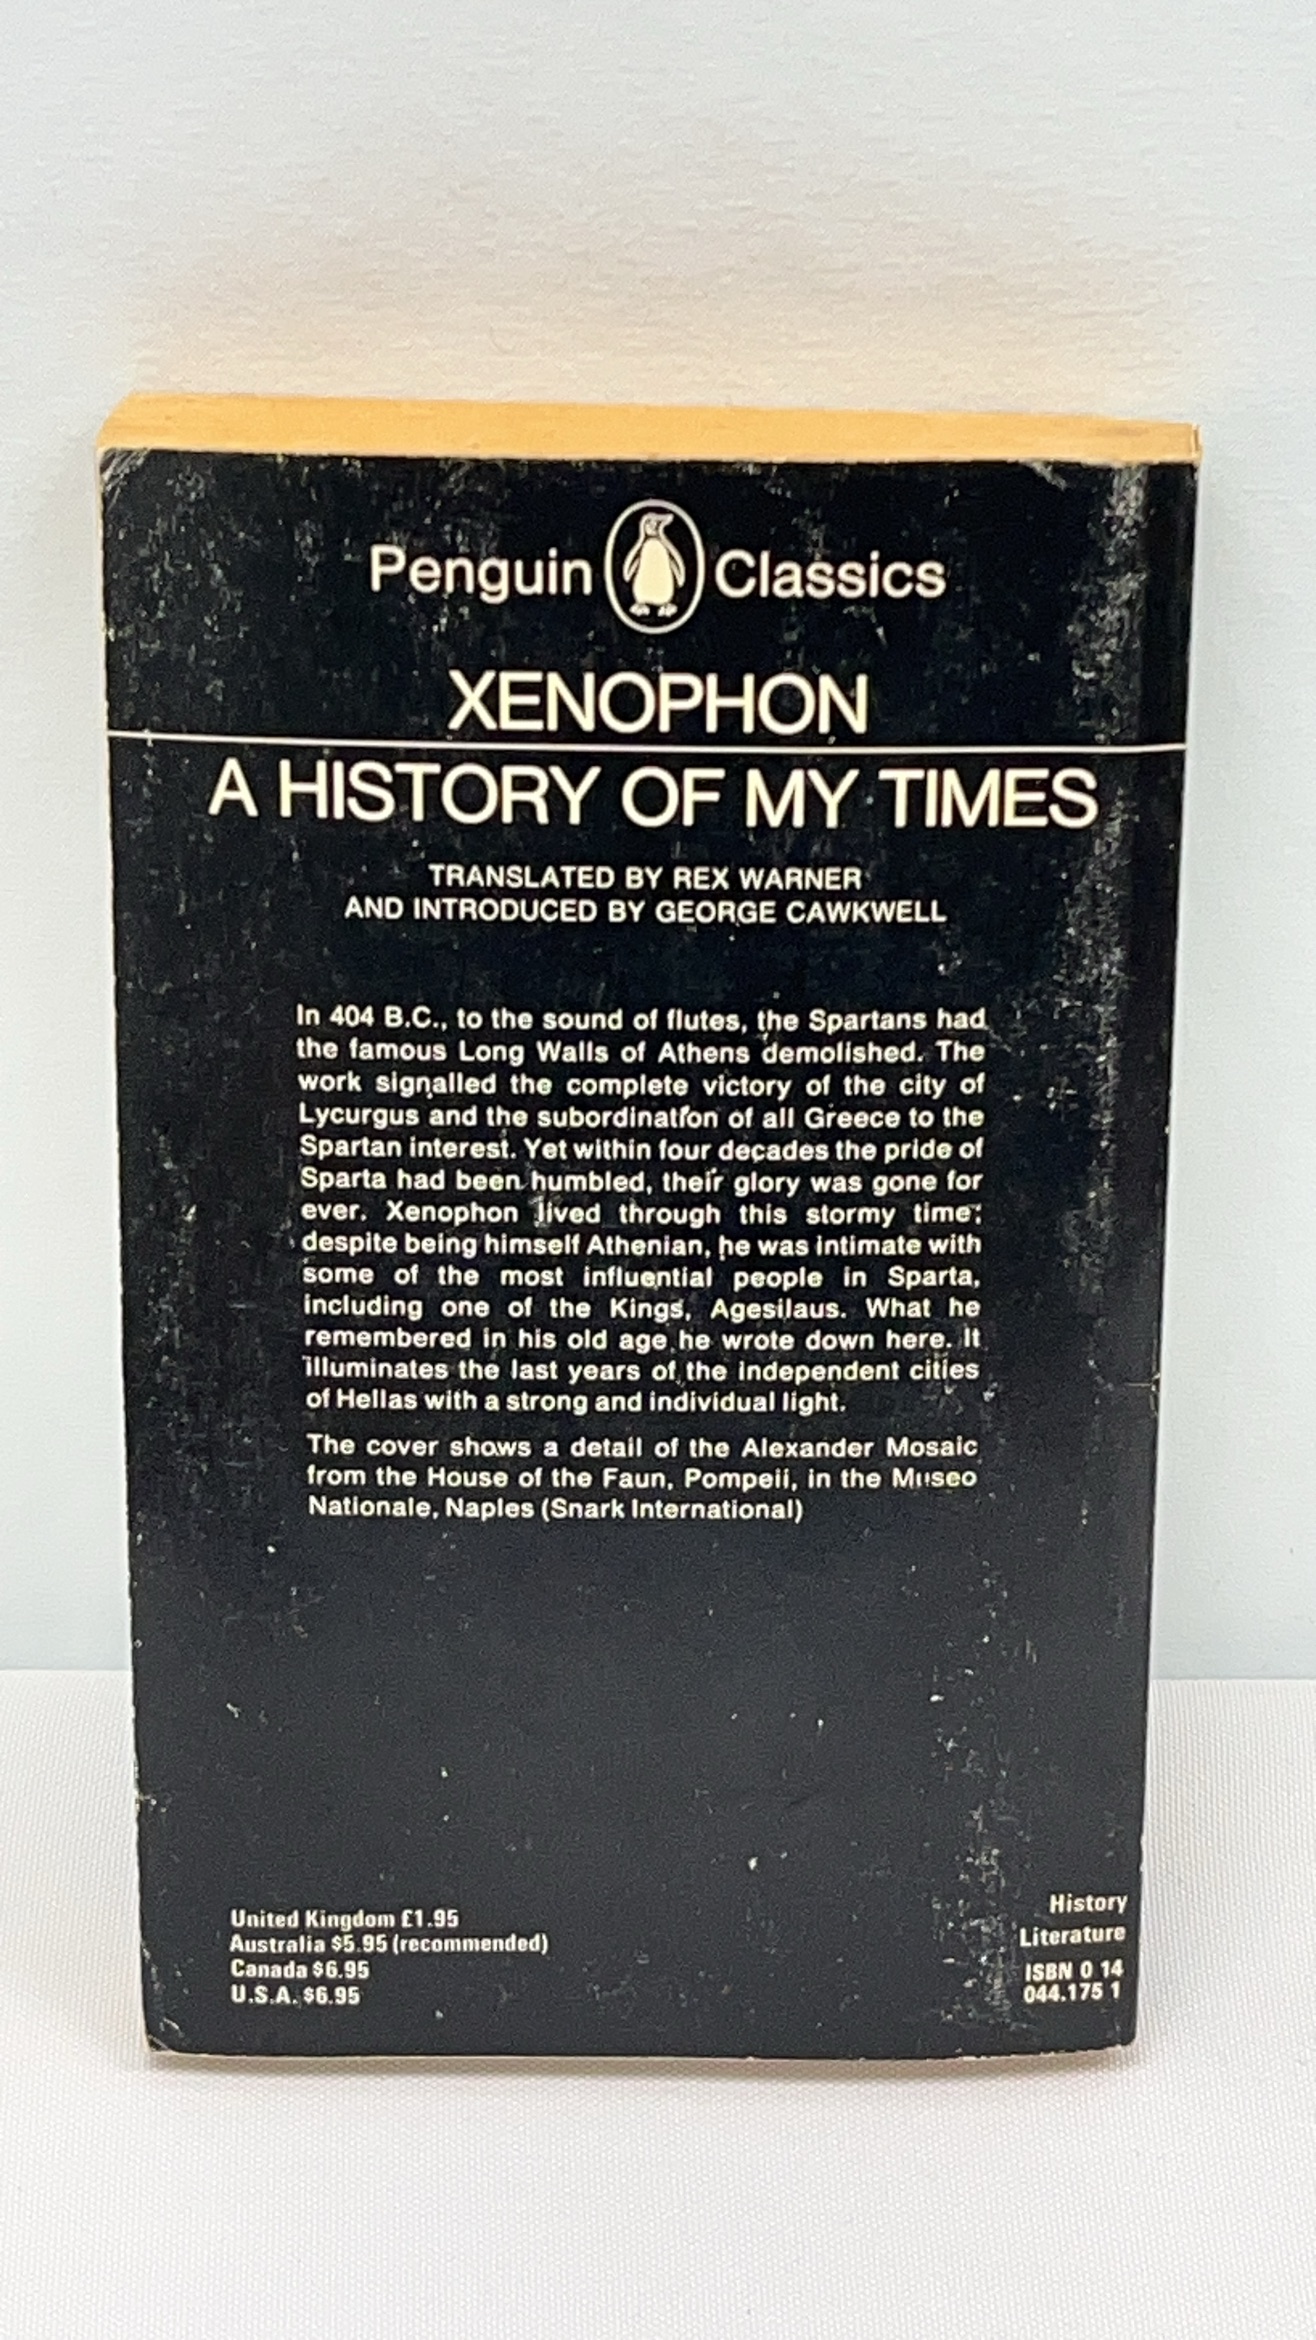 Penguin Classics
XENOPHON
A HISTORY OF MY TIMES
TRANSLATED BY REX WARNER
AND INTRODUCED BY GEORGE CAWKWELL
In 404 B.C., to the sound of flutes, the Spartans had
the famous Long Walls of Athens demolished. The
work signalled the complete victory of the city of
Lycurgus and the subordination of all Greece to the
Spartan interest. Yet within four decades the pride of
Sparta had been humbled, their glory was gone for
ever. Xenophon lived through this stormy time;
despite being himself Athenian, he was intimate with
some of the most influential people in Sparta,
including one of the Kings, Agesilaus. What he
remembered in his old age he wrote down here. It
illuminates the last years of the independent cities
of Hellas with a strong and individual light.
The cover shows a detail of the Alexander Mosaic
from the House of the Faun, Pompeii, in the Museo
Nationale, Naples (Snark International)
United Kingdom £1.95
Australia $5.95 (recommended)
Canada $6.95
U.S.A. $6.95
History
Literature
ISBN 0 14
044.175 1